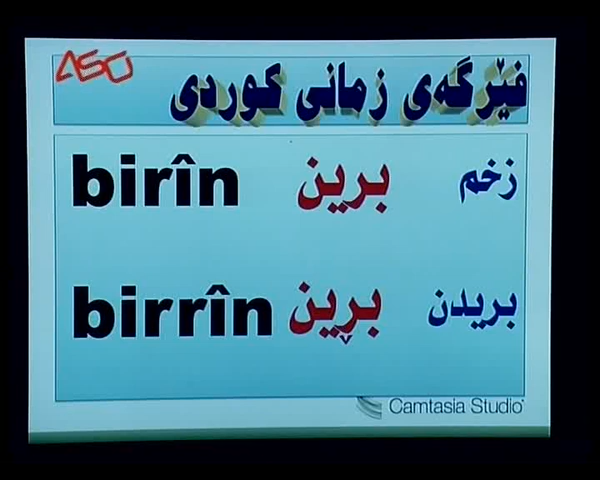 ASO
فێرگەی زمانی کوردی
زخم برین birîn
بریدن بڕین birrîn
Camtasia Studio